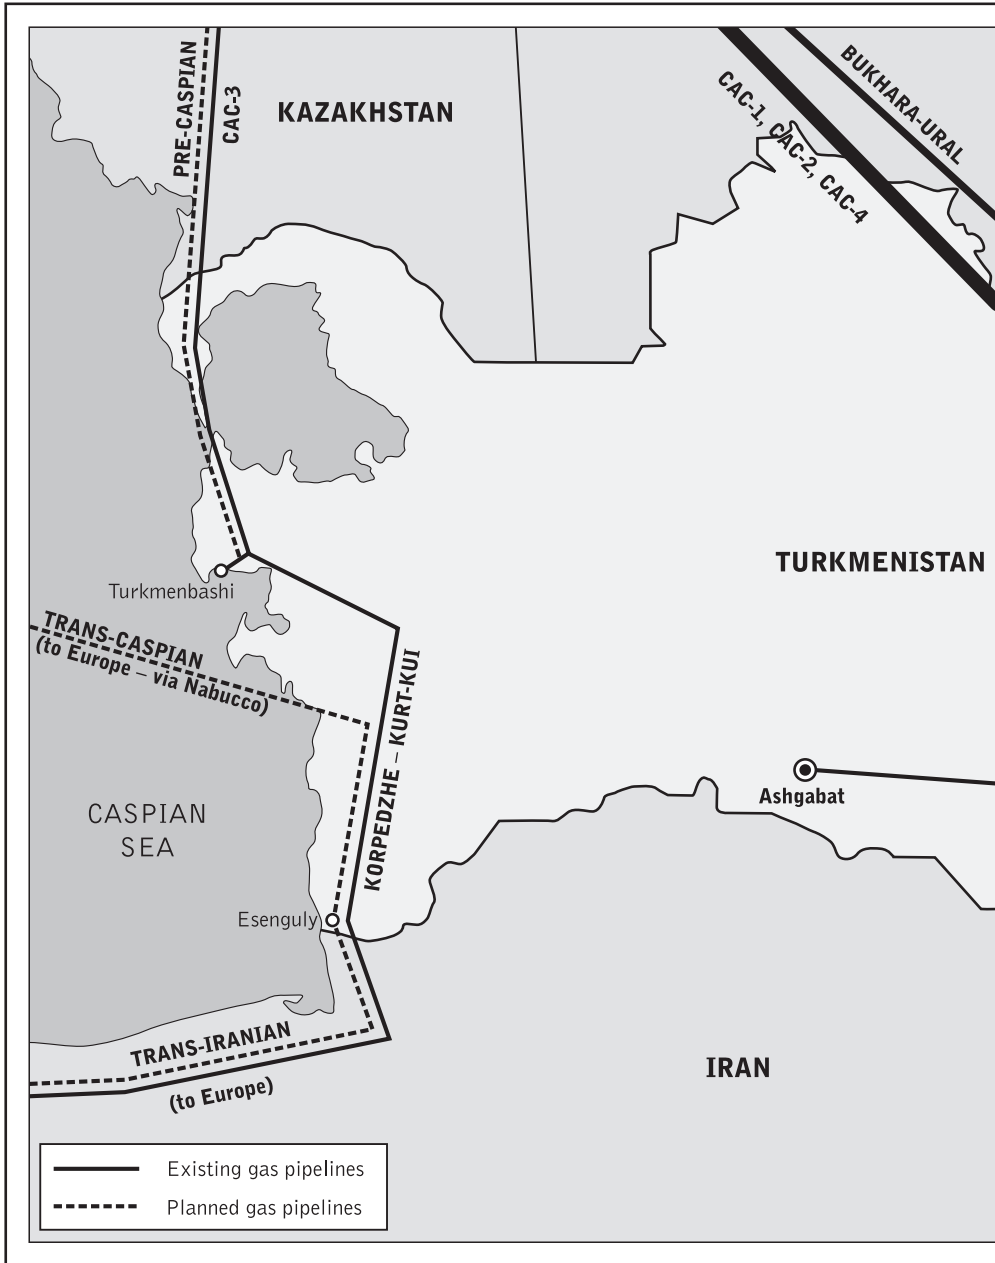 PRE-CASPIAN
CAC-3
KAZAKHSTAN
CAC-1, CAC-2, CAC-4
BUKHARA-URAL
TURKMENISTAN
Turkmenbashi
TRANS-CASPIAN
(to Europe – via Nabucco)
KORPEDZHE – KURT-KUI
Ashgabat
CASPIAN
SEA
Esenguly
TRANS-IRANIAN
(to Europe)
IRAN
Existing gas pipelines
Planned gas pipelines